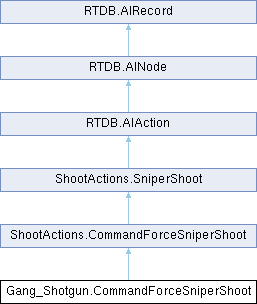 RTDB.AIRecord
RTDB.AINode
RTDB.AIAction
ShootActions.SniperShoot
ShootActions.CommandForceSniperShoot
Gang_Shotgun.CommandForceSniperShoot